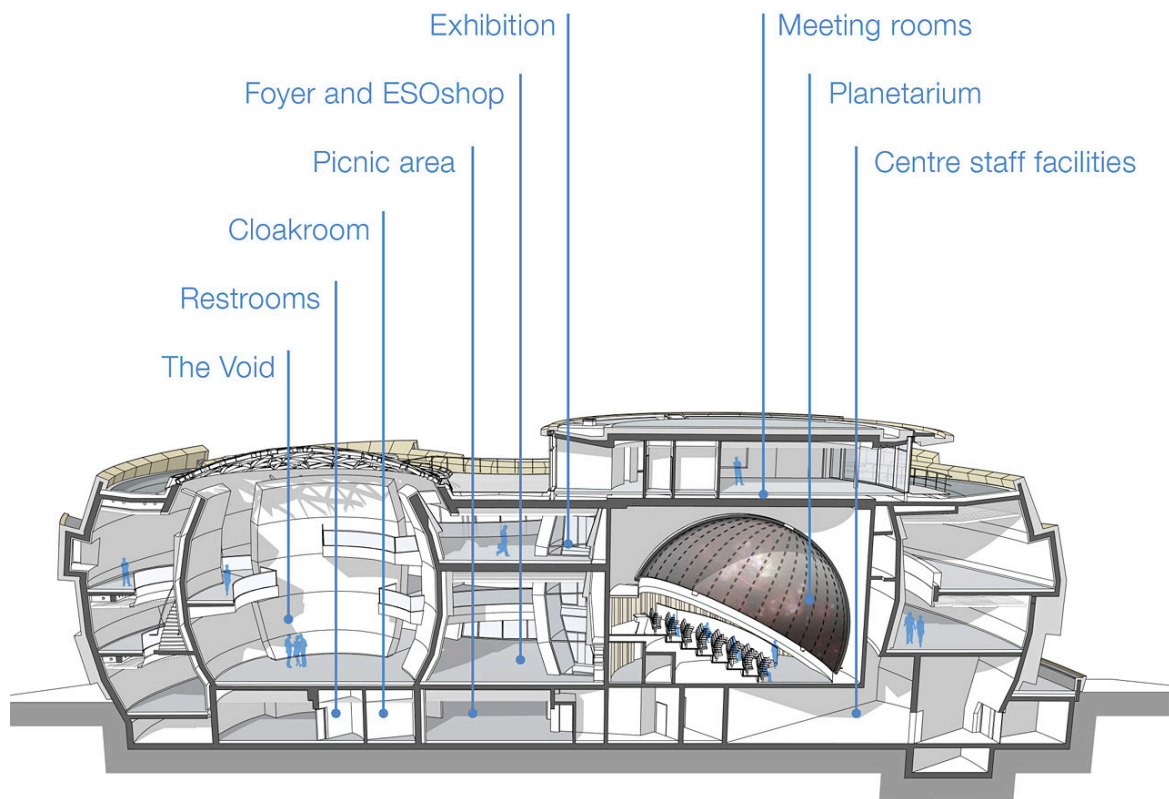 Exhibition
Meeting rooms
Foyer and ESOshop
Planetarium
Picnic area
Centre staff facilities
Cloakroom
Restrooms
The Void